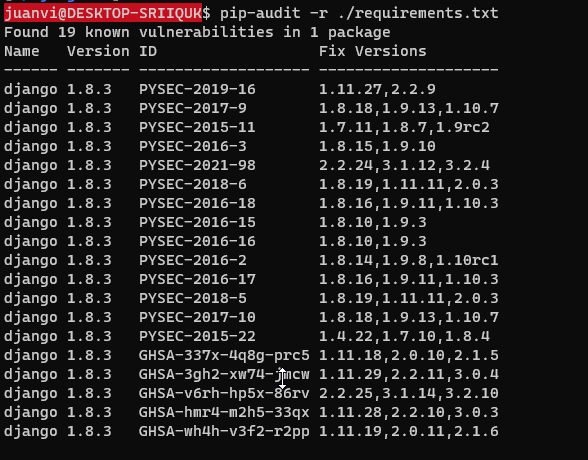 juanvi@DESKTOP-SRIIQUK$ pip-audit -r ./requirements.txt
Found 19 known vulnerabilities in 1 package
Name   Version ID                  Fix Versions
------ ------- ------------------- --------------------
django 1.8.3   PYSEC-2019-16       1.11.27,2.2.9
django 1.8.3   PYSEC-2017-9        1.8.18,1.9.13,1.10.7
django 1.8.3   PYSEC-2015-11       1.7.11,1.8.7,1.9rc2
django 1.8.3   PYSEC-2016-3        1.8.15,1.9.10
django 1.8.3   PYSEC-2021-98       2.2.24,3.1.12,3.2.4
django 1.8.3   PYSEC-2018-6        1.8.19,1.11.11,2.0.3
django 1.8.3   PYSEC-2016-18       1.8.16,1.9.11,1.10.3
django 1.8.3   PYSEC-2016-15       1.8.10,1.9.3
django 1.8.3   PYSEC-2016-16       1.8.10,1.9.3
django 1.8.3   PYSEC-2016-2        1.8.14,1.9.8,1.10rc1
django 1.8.3   PYSEC-2016-17       1.8.16,1.9.11,1.10.3
django 1.8.3   PYSEC-2018-5        1.8.19,1.11.11,2.0.3
django 1.8.3   PYSEC-2017-10       1.8.18,1.9.13,1.10.7
django 1.8.3   PYSEC-2015-22       1.4.22,1.7.10,1.8.4
django 1.8.3   GHSA-337x-4q8g-prc5 1.11.18,2.0.10,2.1.5
django 1.8.3   1.11.29,2.2.11,3.0.4
django 1.8.3   GHSA-v6rh-hp5x-86rv 2.2.25,3.1.14,3.2.10
django 1.8.3   GHSA-hmr4-m2h5-33qx 1.11.28,2.2.10,3.0.3
django 1.8.3   GHSA-wh4h-v3f2-r2pp 1.11.19,2.0.11,2.1.6